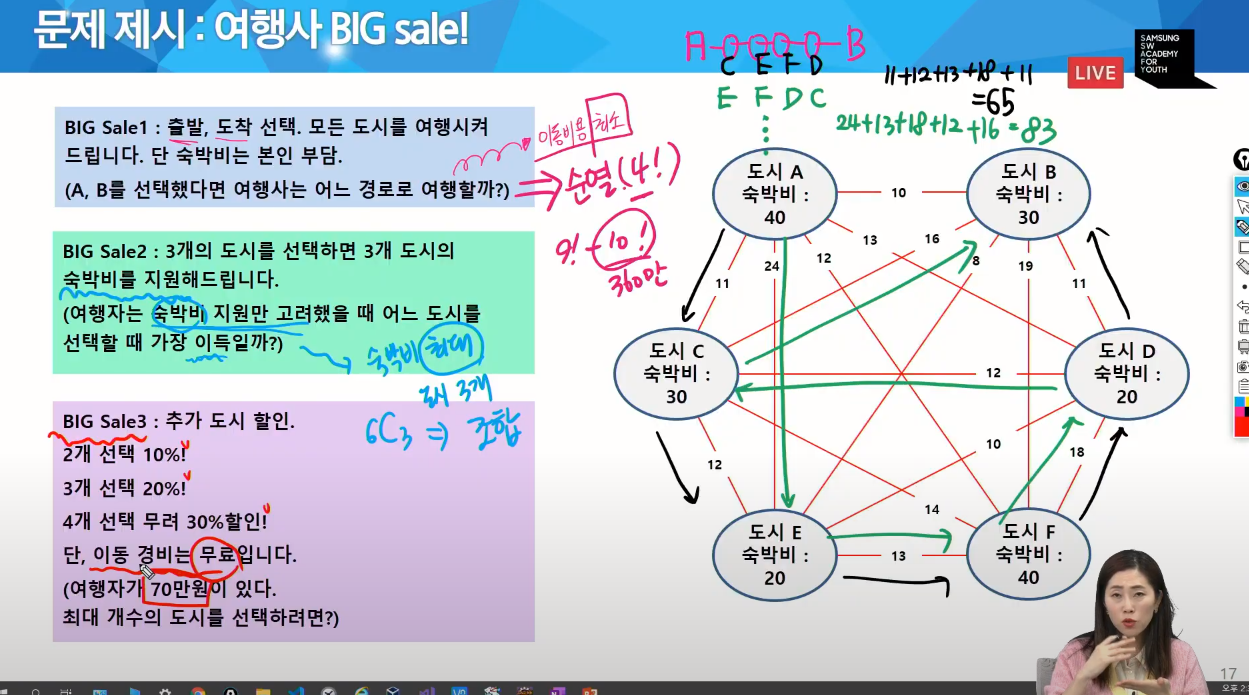 문제 제시 : 여행사 BIG sale!
SAMSUNG
SW
ACADEMY
FOR
YOUTH
LIVE
BIG Sale1 : 출발, 도착 선택. 모든 도시를 여행시켜
드립니다. 단 숙박비는 본인 부담.
(A, B를 선택했다면 여행사는 어느 경로로 여행할까?)
이동비용 최소
⇒ 순열(4!)
9! - 10!
360만
BIG Sale2 : 3개의 도시를 선택하면 3개 도시의
숙박비를 지원해드립니다.
(여행자는 숙박비 지원만 고려했을 때 어느 도시를
선택할 때 가장 이득일까?)
숙박비 최대
도시 3개
6C3 ⇒ 조합
BIG Sale3 : 추가 도시 할인.
2개 선택 10%!
3개 선택 20%!
4개 선택 무려 30%할인!
단, 이동 경비는 무료입니다.
(여행자가 70만원이 있다.
최대 개수의 도시를 선택하려면?)
A-O-O-O-O-B
C E F D
E F D C
11+12+13+18+11
=65
24+13+18+12+16=83
도시 A
숙박비 :
40
도시 B
숙박비 :
30
10
13
16
24
12
8
19
11
11
도시 C
숙박비 :
30
도시 D
숙박비 :
20
12
10
12
18
14
도시 E
숙박비 :
20
도시 F
숙박비 :
40
13
17